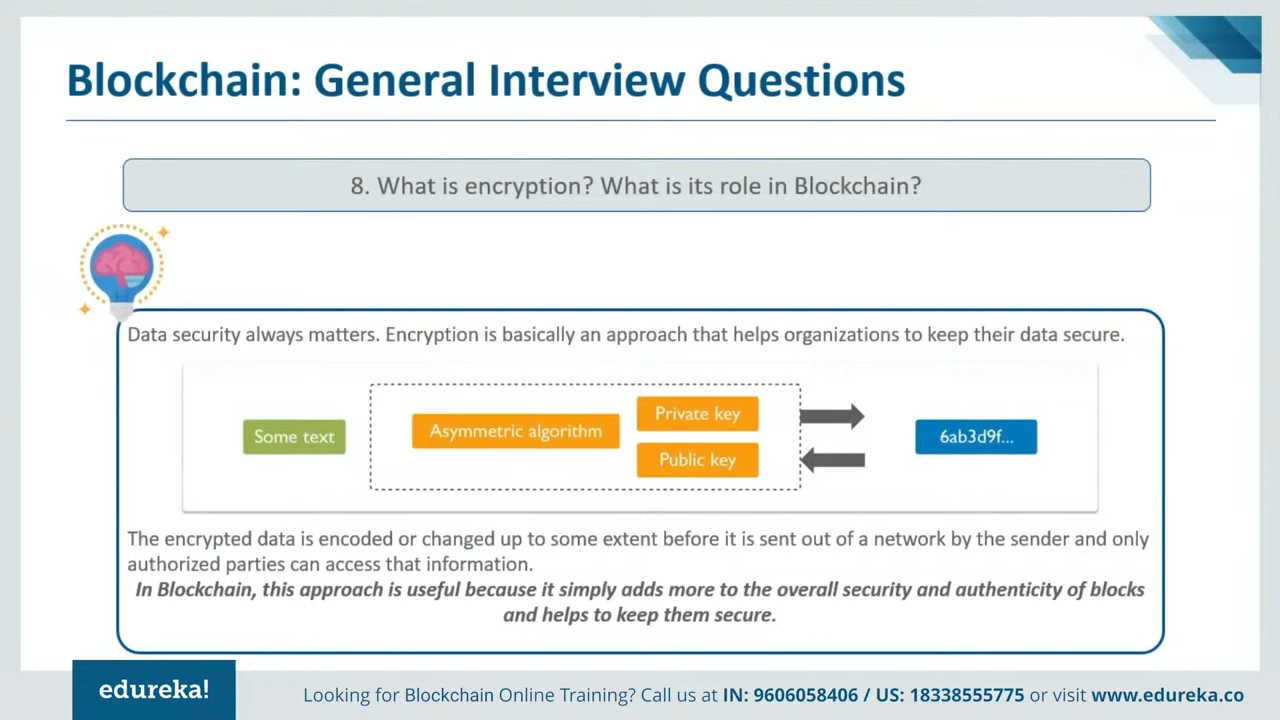 Blockchain: General Interview Questions
8. What is encryption? What is its role in Blockchain?
Data security always matters. Encryption is basically an approach that helps organizations to keep their data secure.
Some text
Asymmetric algorithm
Private key
Public key
6ab3d9f...
The encrypted data is encoded or changed up to some extent before it is sent out of a network by the sender and only
authorized parties can access that information.
In Blockchain, this approach is useful because it simply adds more to the overall security and authenticity of blocks
and helps to keep them secure.
edureka!
Looking for Blockchain Online Training? Call us at IN: 9606058406 / US: 18338555775 or visit www.edureka.co